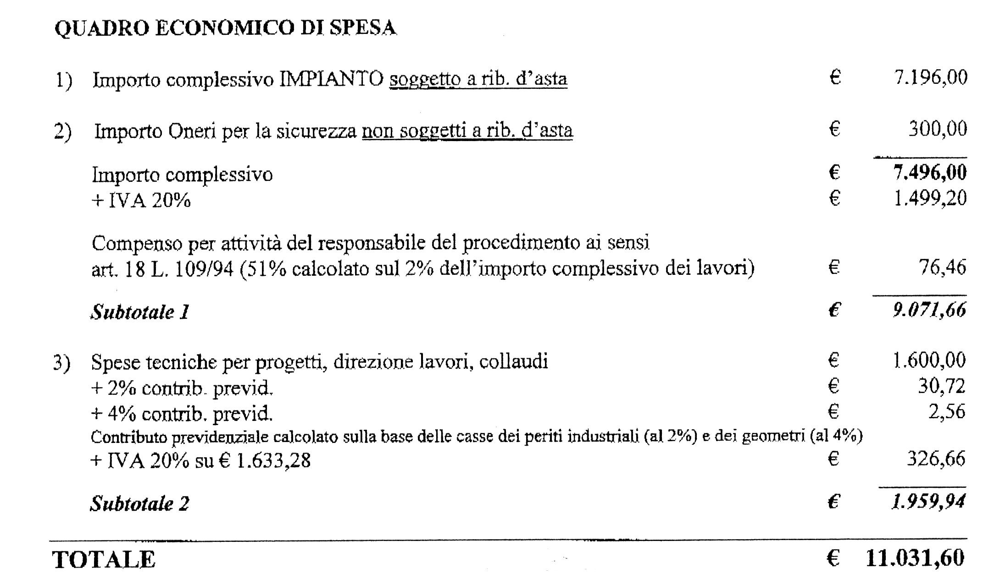 QUADRO ECONOMICO DI SPESA
1) Importo complessivo IMPIANTO soggetto a rib. d'asta € 7.196,00
2) Importo Oneri per la sicurezza non soggetti a rib. d'asta € 300,00
Importo complessivo € 7.496,00
+ IVA 20% € 1.499,20
Compenso per attività del responsabile del procedimento ai sensi
art. 18 L. 109/94 (51% calcolato sul 2% dell'importo complessivo dei lavori) € 76,46
Subtotale 1 € 9.071,66
3) Spese tecniche per progetti, direzione lavori, collaudi € 1.600,00
+ 2% contrib. previd. € 30,72
+ 4% contrib. previd. € 2,56
Contributo previdenziale calcolato sulla base delle casse dei periti industriali (al 2%) e dei geometri (al 4%)
+ IVA 20% su € 1.633,28 € 326,66
Subtotale 2 € 1.959,94
TOTALE € 11.031,60